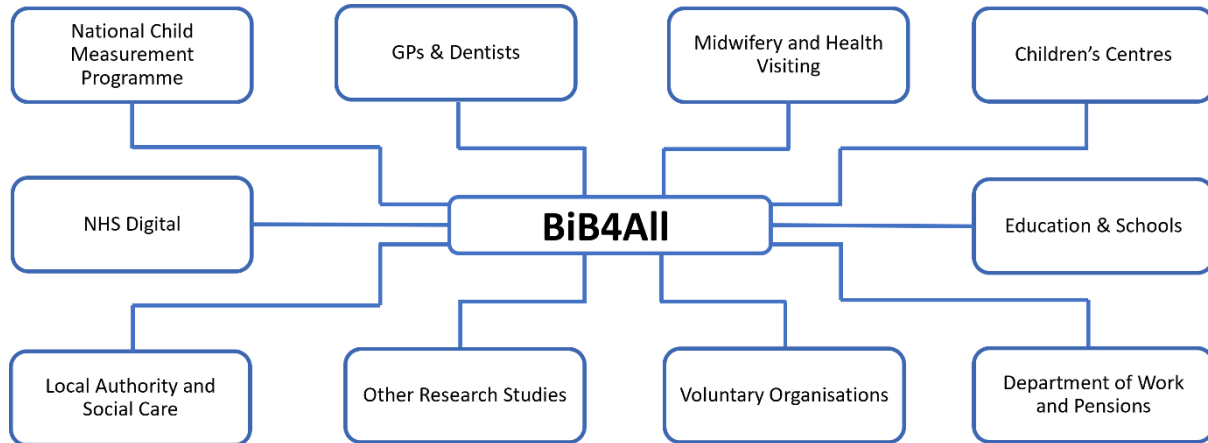 National Child
Measurement
Programme
GPs & Dentists
Midwifery and Health
Visiting
Children's Centres
NHS Digital
BiB4All
Education & Schools
Local Authority and
Social Care
Other Research Studies
Voluntary Organisations
Department of Work
and Pensions